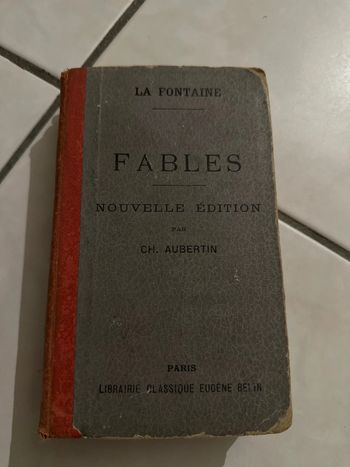 LA FONTAINE
FABLES
NOUVELLE ÉDITION
PAR
CH. AUBERTIN
PARIS
LIBRAIRIE CLASSIQUE EUGÈNE BELIN